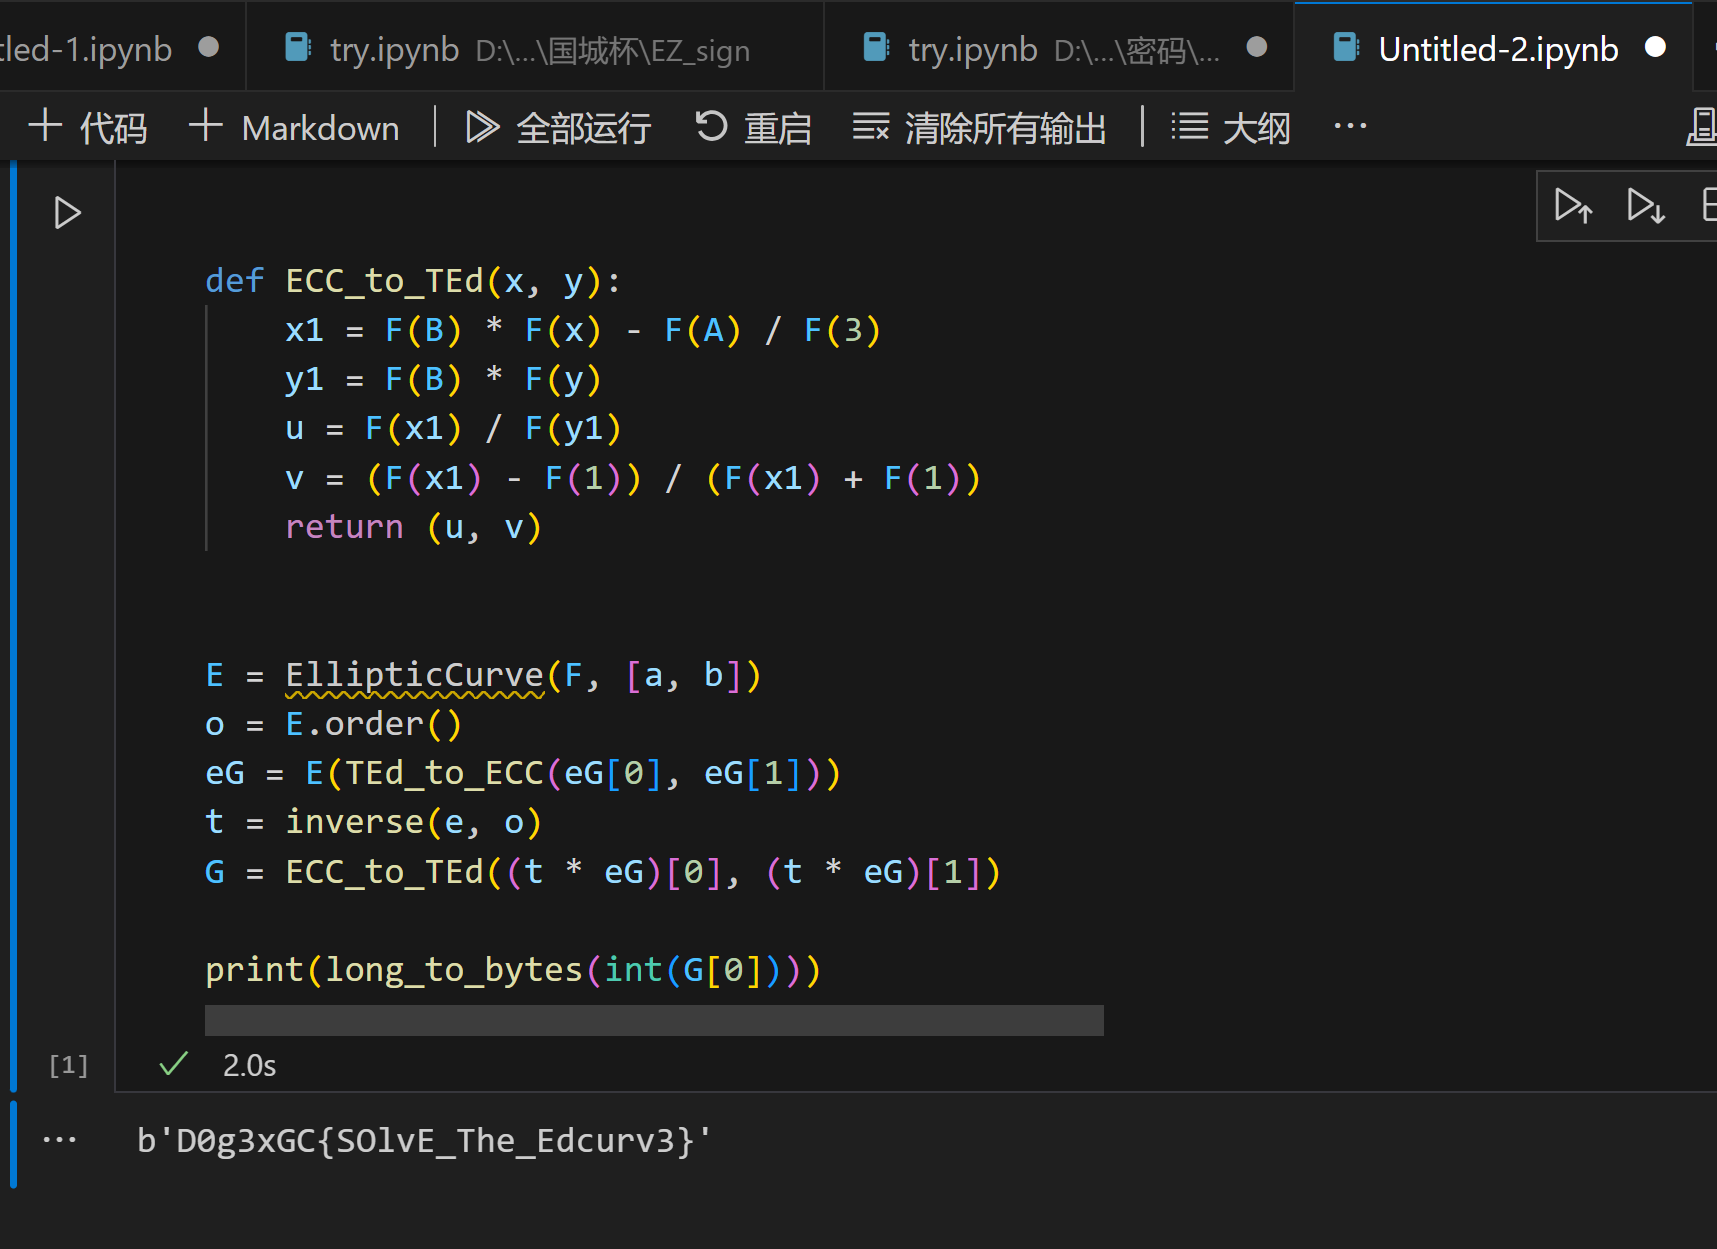 tled-1.ipynb try.ipynb D:\...\国城杯\EZ_sign try.ipynb D:\...\密码\... Untitled-2.ipynb
代码 Markdown 全部运行 重启 清除所有输出 大纲 ...
def ECC_to_TEd(x, y):
    x1 = F(B) * F(x) - F(A) / F(3)
    y1 = F(B) * F(y)
    u = F(x1) / F(y1)
    v = (F(x1) - F(1)) / (F(x1) + F(1))
    return (u, v)
E = EllipticCurve(F, [a, b])
o = E.order()
eG = E(TEd_to_ECC(eG[0], eG[1]))
t = inverse(e, o)
G = ECC_to_TEd((t * eG)[0], (t * eG)[1])
print(long_to_bytes(int(G[0])))
[1] 2.0s
... b'D0g3xGC{SOlvE_The_Edcurv3}'